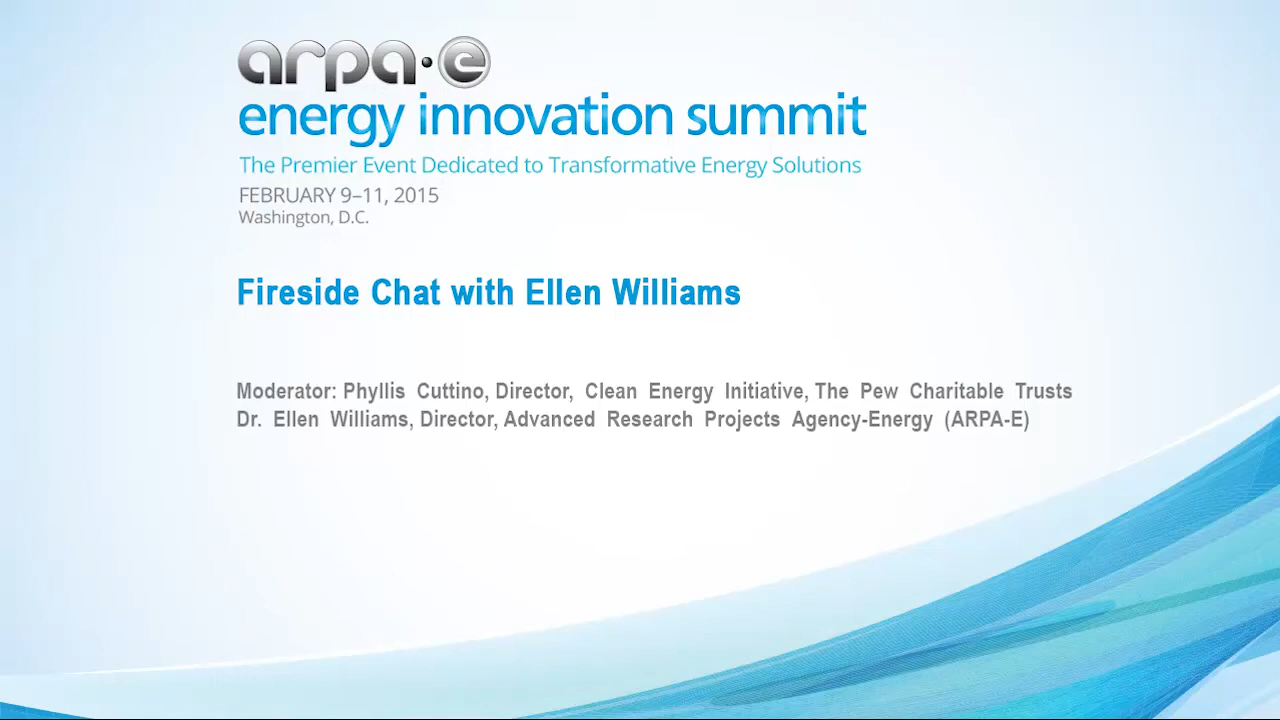 arpa·e
energy innovation summit
The Premier Event Dedicated to Transformative Energy Solutions
FEBRUARY 9–11, 2015
Washington, D.C.
Fireside Chat with Ellen Williams
Moderator: Phyllis Cuttino, Director, Clean Energy Initiative, The Pew Charitable Trusts
Dr. Ellen Williams, Director, Advanced Research Projects Agency-Energy (ARPA-E)